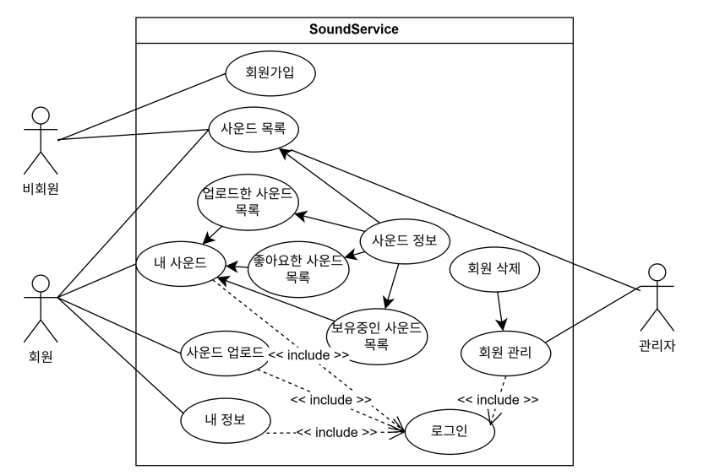 SoundService
회원가입
사운드 목록
비회원
업로드한 사운드
목록
사운드 정보
내 사운드
좋아요한 사운드
목록
회원 삭제
회원
관리자
보유중인 사운드
목록
사운드 업로드
<< include >>
회원 관리
<< include >>
<< include >>
내 정보
<< include >>
로그인